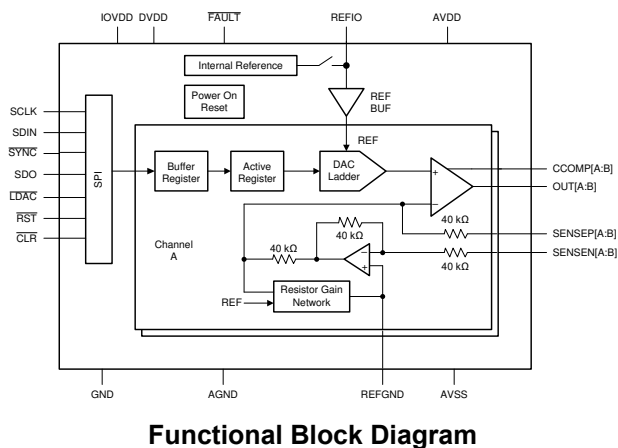 IOVDD DVDD FAULT REFIO AVDD
Internal Reference
Power On
Reset
REF
BUF
SCLK
SDIN
SYNC
SDO
LDAC
RST
CLR
SPI
REF
Buffer
Register
Active
Register
DAC
Ladder
+
–
CCOMP[A:B]
OUT[A:B]
40 kΩ
SENSEP[A:B]
40 kΩ
SENSEN[A:B]
40 kΩ
40 kΩ
–
+
Channel
A
REF
Resistor Gain
Network
GND AGND REFGND AVSS
Functional Block Diagram